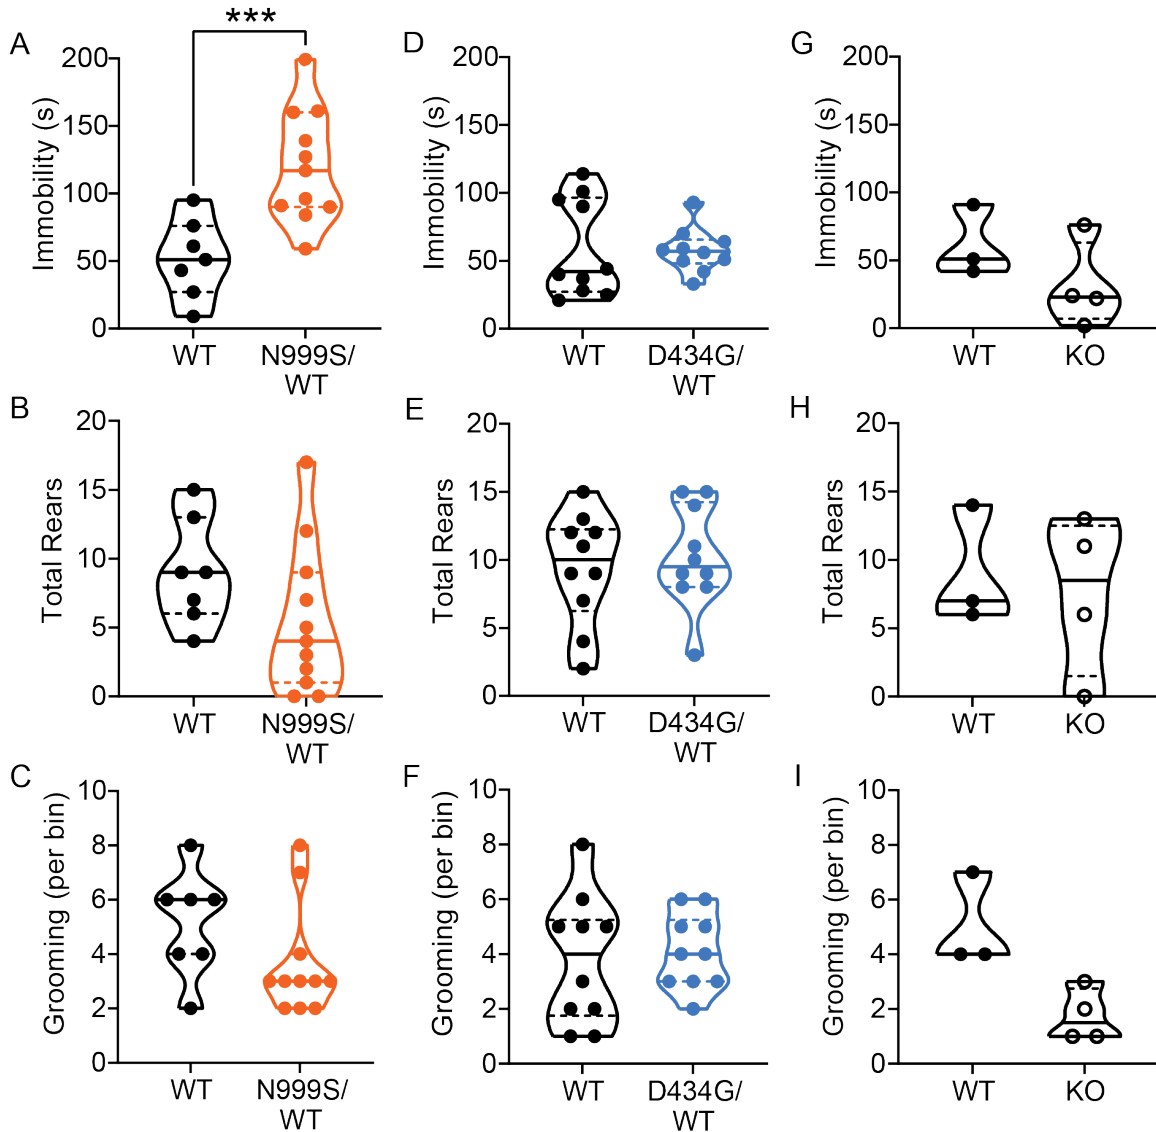 ***
A
200
150
100
50
0
Immobility (s)
WT
N999S/
WT
D
200
150
100
50
0
Immobility (s)
WT
D434G/
WT
G
200
150
100
50
0
Immobility (s)
WT
KO
B
20
15
10
5
0
Total Rears
WT
N999S/
WT
E
20
15
10
5
0
Total Rears
WT
D434G/
WT
H
20
15
10
5
0
Total Rears
WT
KO
C
10
8
6
4
2
0
Grooming (per bin)
WT
N999S/
WT
F
10
8
6
4
2
0
Grooming (per bin)
WT
D434G/
WT
I
10
8
6
4
2
0
Grooming (per bin)
WT
KO